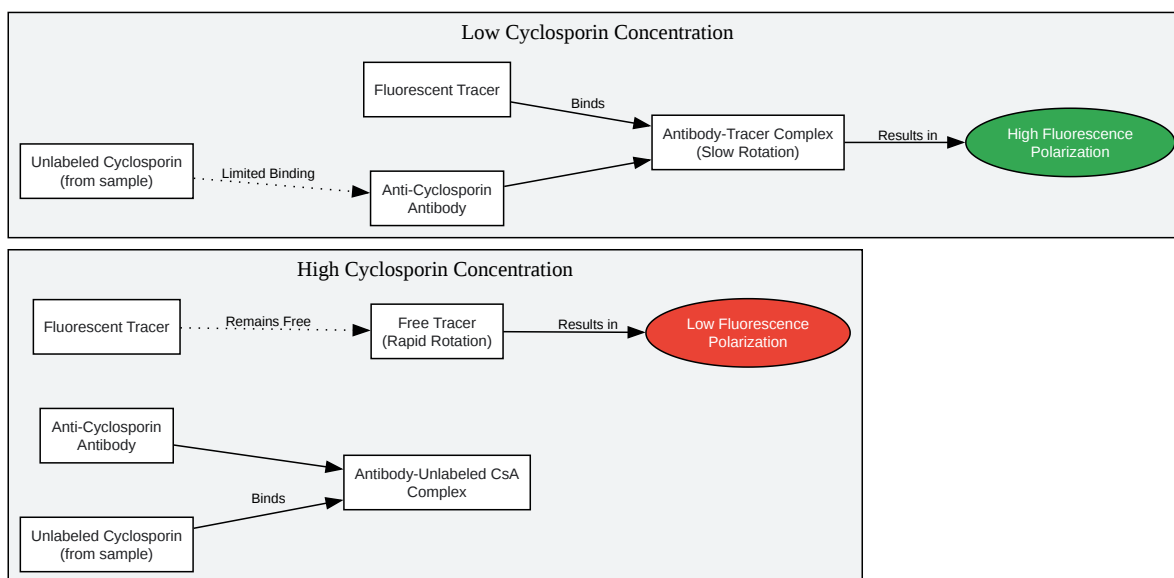 Low Cyclosporin Concentration
Fluorescent Tracer
Binds
Antibody-Tracer Complex
(Slow Rotation)
Results in
High Fluorescence
Polarization
Unlabeled Cyclosporin
(from sample)
Limited Binding
Anti-Cyclosporin
Antibody
High Cyclosporin Concentration
Fluorescent Tracer
Remains Free
Free Tracer
(Rapid Rotation)
Results in
Low Fluorescence
Polarization
Anti-Cyclosporin
Antibody
Antibody-Unlabeled CsA
Complex
Binds
Unlabeled Cyclosporin
(from sample)